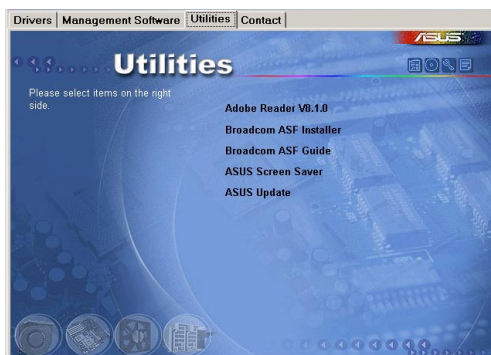 Drivers Management Software Utilities Contact
ASUS
Utilities
Please select items on the right
side.
Adobe Reader V8.1.0
Broadcom ASF Installer
Broadcom ASF Guide
ASUS Screen Saver
ASUS Update